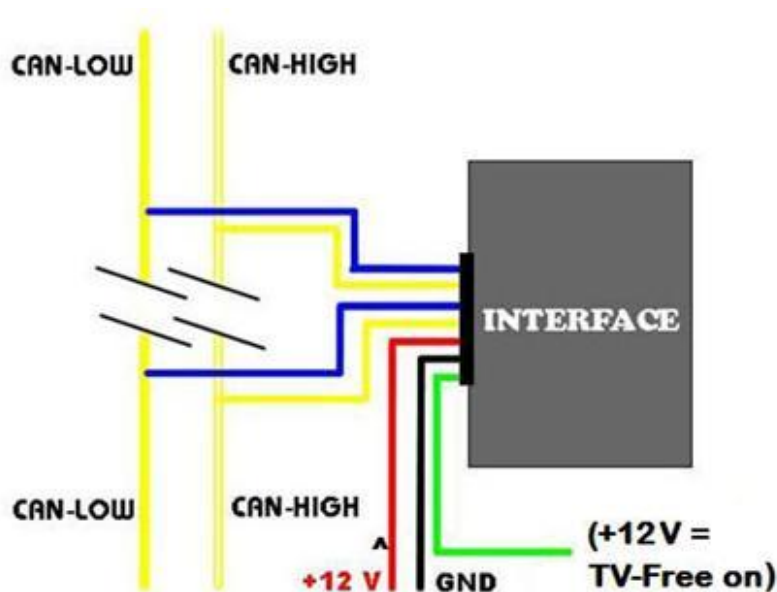 CAN-LOW
CAN-HIGH
INTERFACE
CAN-LOW
CAN-HIGH
(+12V =
TV-Free on)
^
+12 V
GND